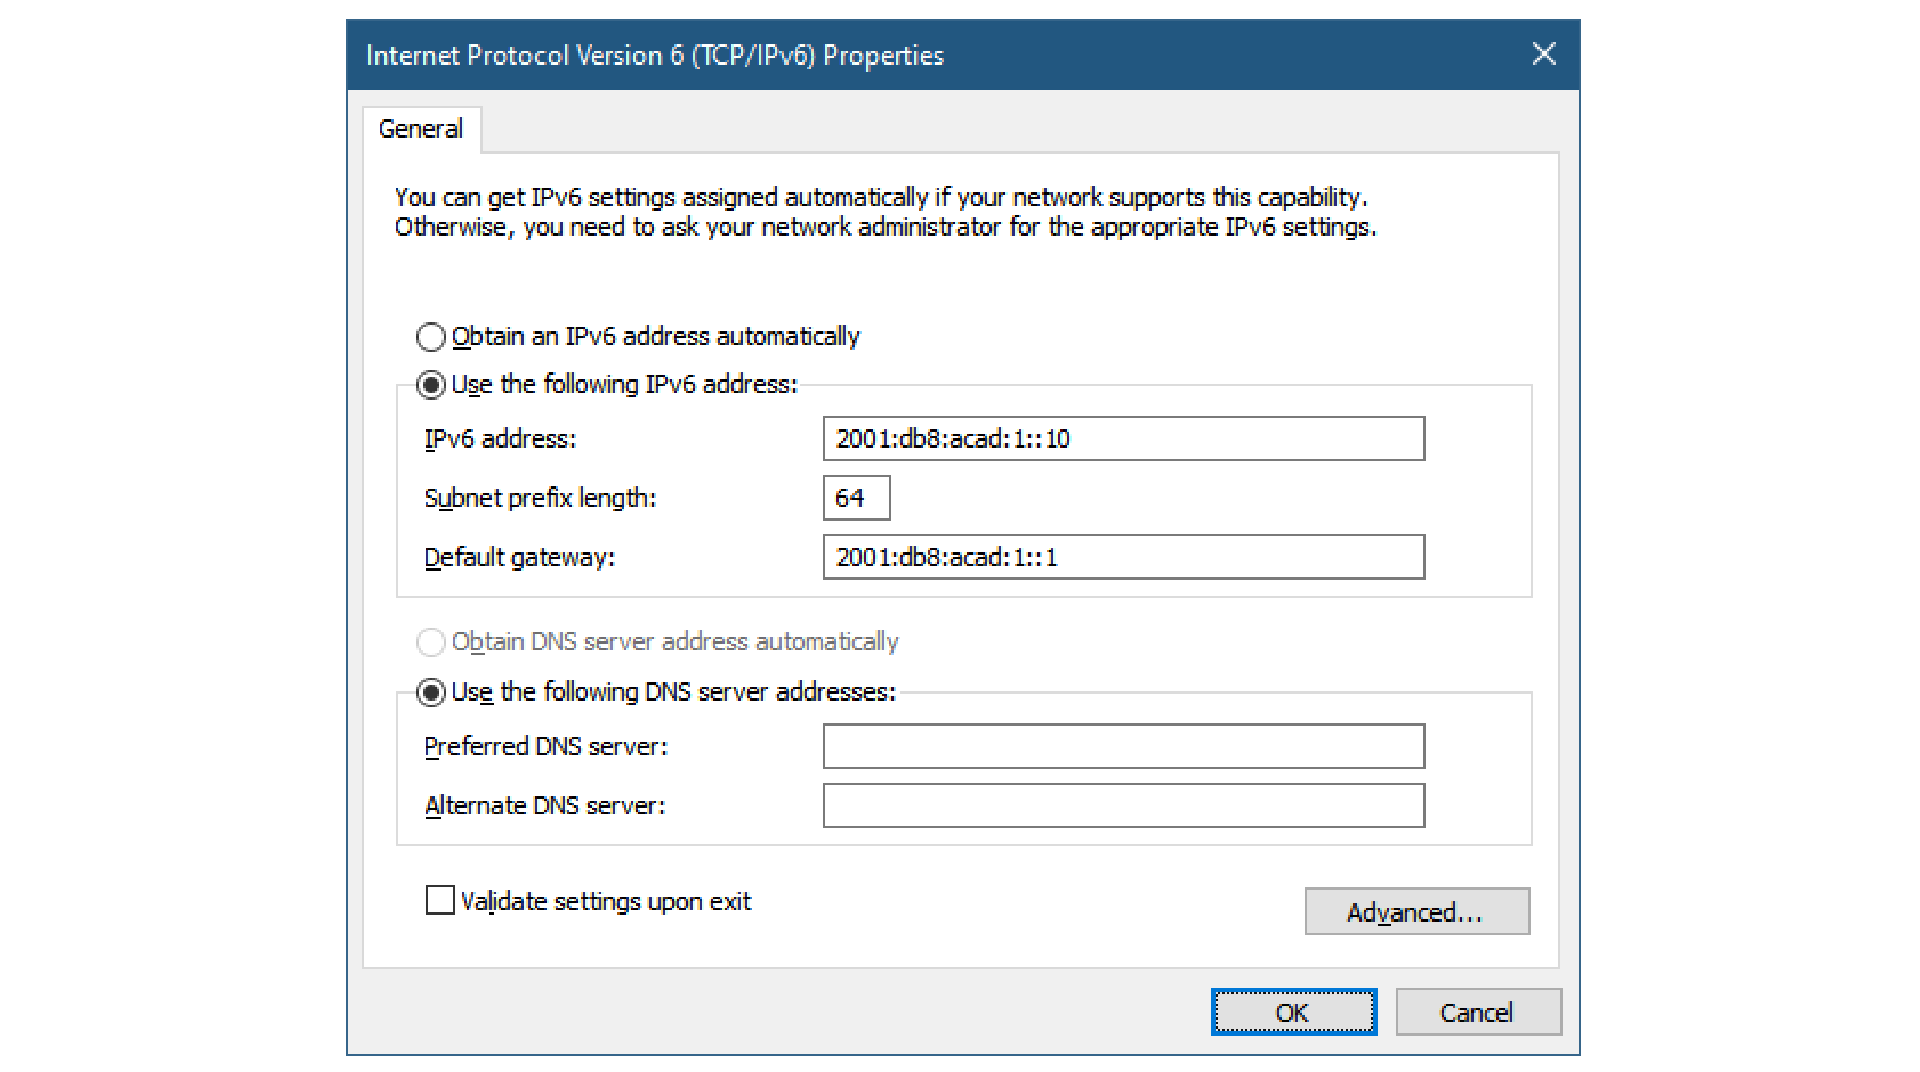 Internet Protocol Version 6 (TCP/IPv6) Properties
General
You can get IPv6 settings assigned automatically if your network supports this capability.
Otherwise, you need to ask your network administrator for the appropriate IPv6 settings.
Obtain an IPv6 address automatically
Use the following IPv6 address:
IPv6 address: 2001:db8:acad:1::10
Subnet prefix length: 64
Default gateway: 2001:db8:acad:1::1
Obtain DNS server address automatically
Use the following DNS server addresses:
Preferred DNS server:
Alternate DNS server:
Validate settings upon exit
Advanced...
OK Cancel